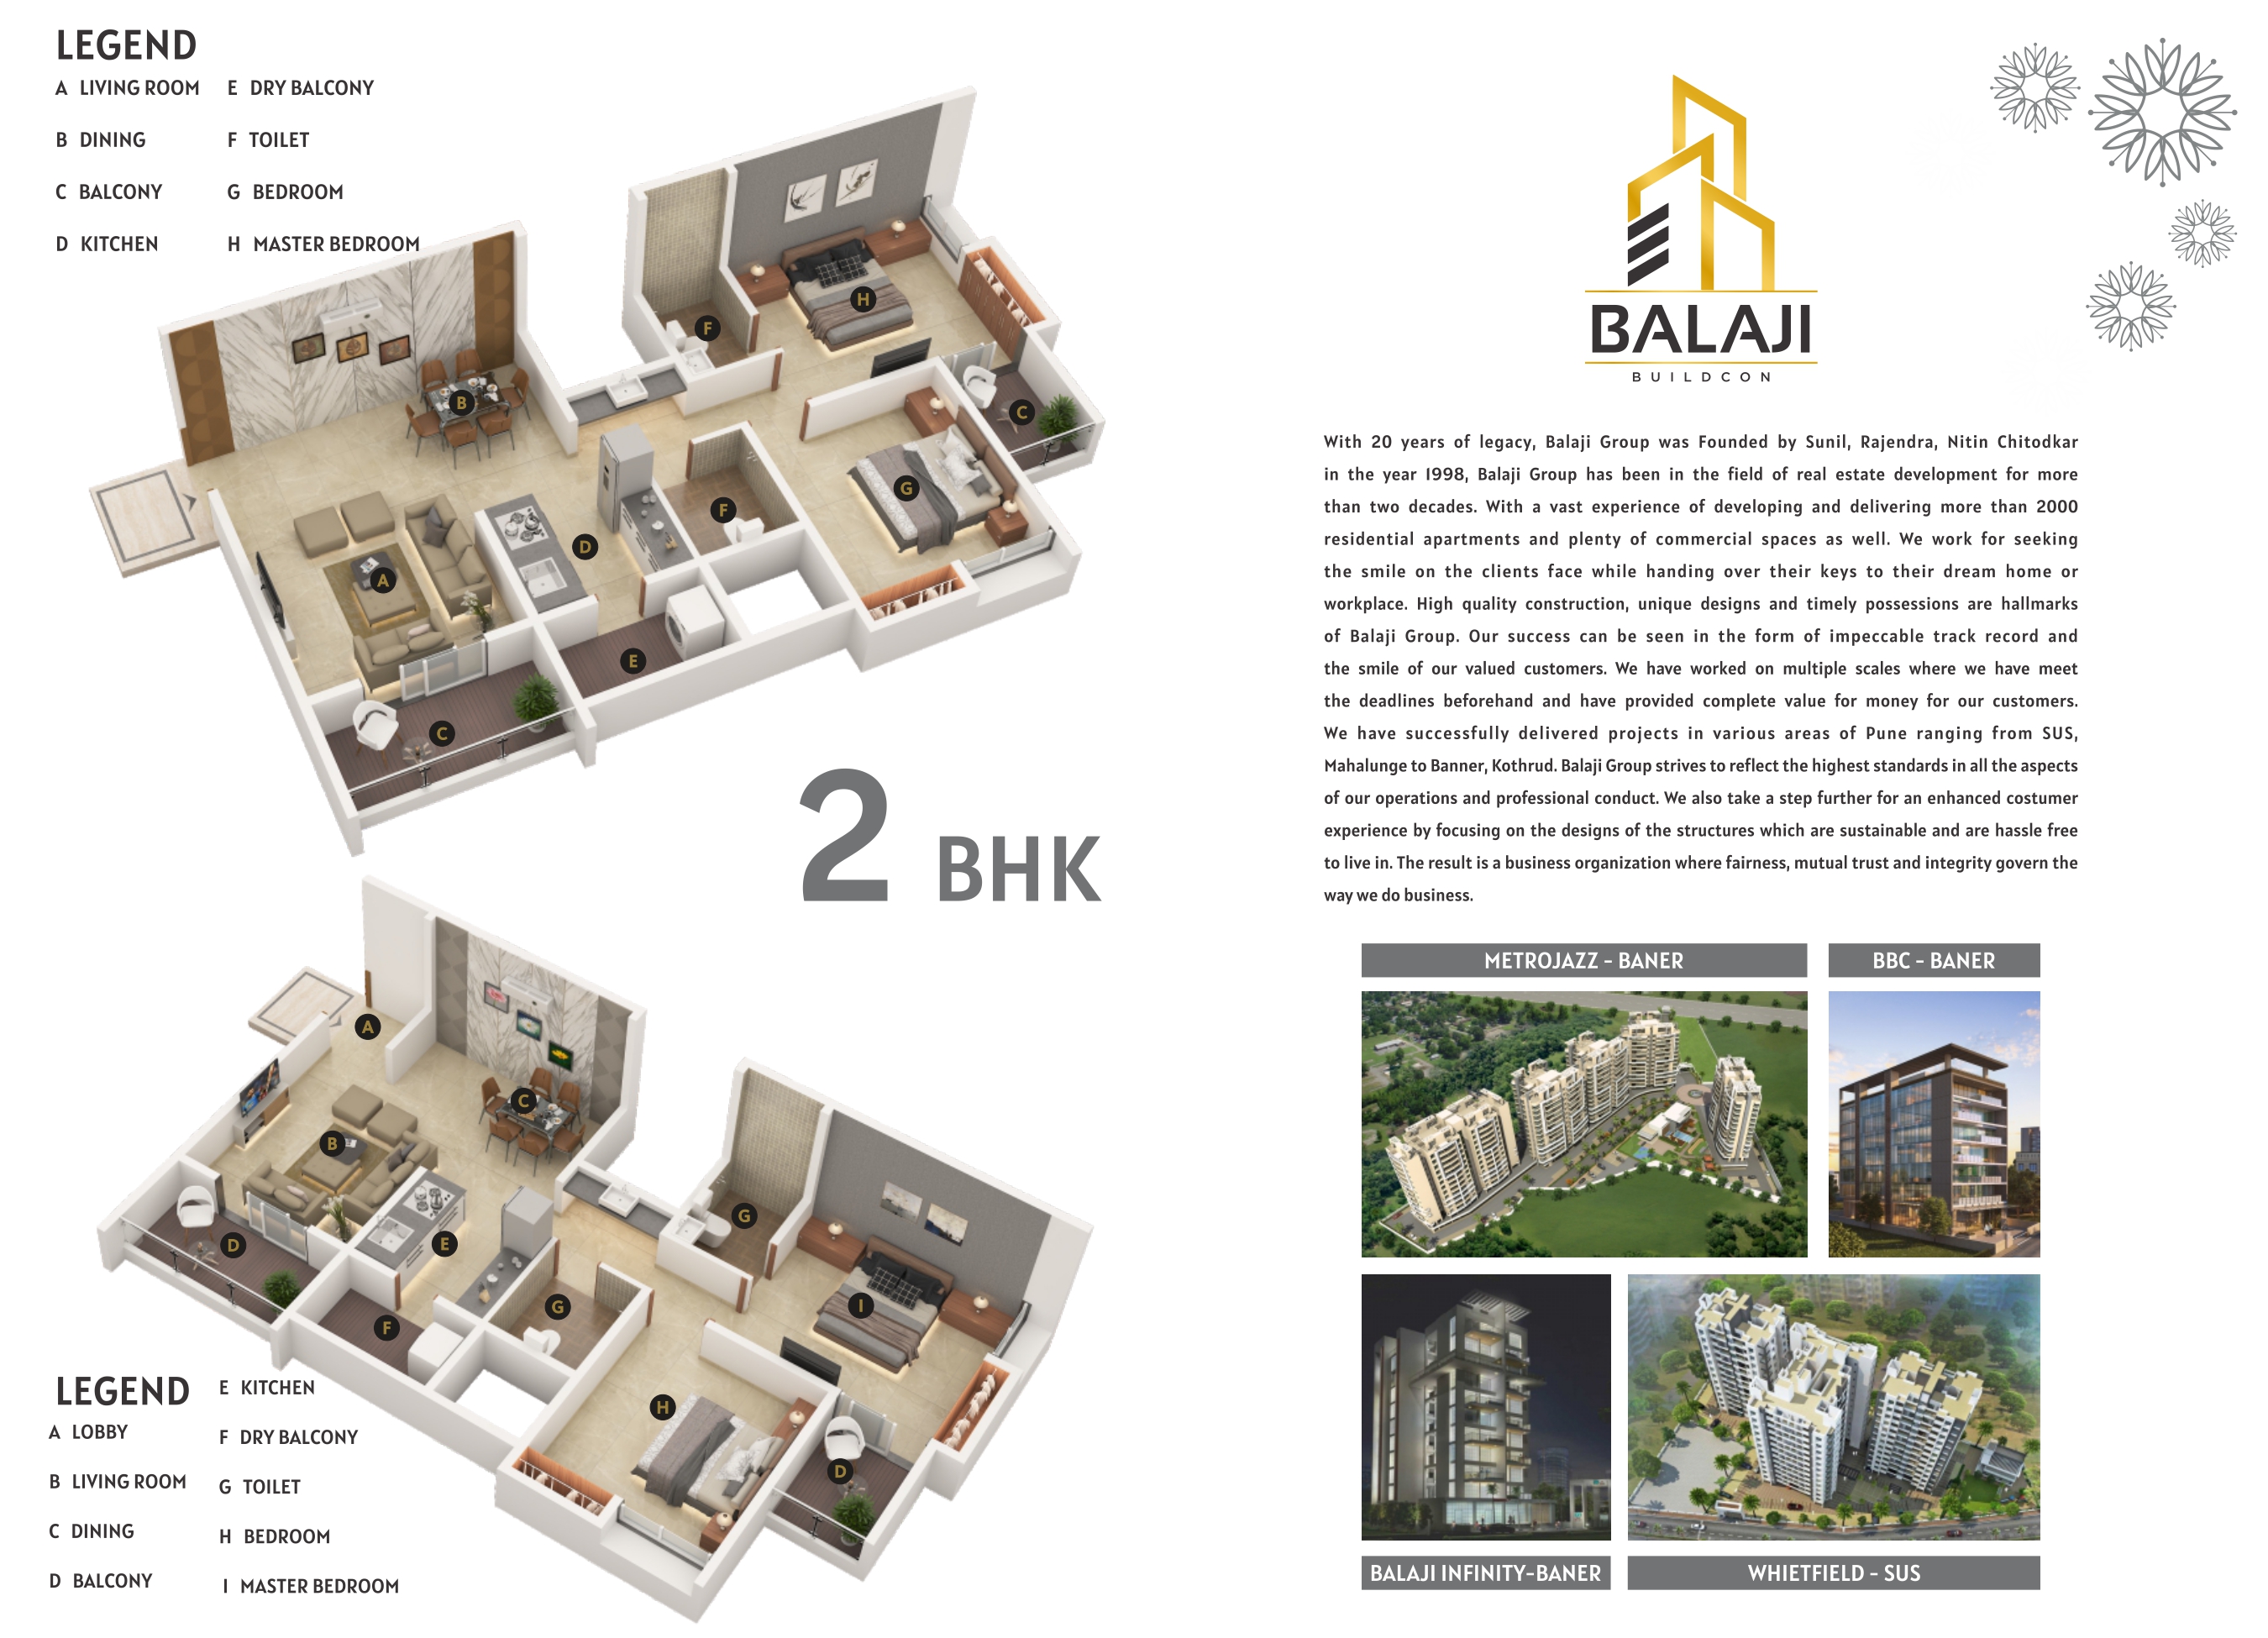 LEGEND
A LIVING ROOM
B DINING
C BALCONY
D KITCHEN
E DRY BALCONY
F TOILET
G BEDROOM
H MASTER BEDROOM
H
F
B
C
G
F
D
A
E
C
2 BHK
A
C
B
G
D
E
G
I
F
H
D
LEGEND
A LOBBY
B LIVING ROOM
C DINING
D BALCONY
E KITCHEN
F DRY BALCONY
G TOILET
H BEDROOM
I MASTER BEDROOM
BALAJI
BUILDCON
With 20 years of legacy, Balaji Group was Founded by Sunil, Rajendra, Nitin Chitodkar
in the year 1998, Balaji Group has been in the field of real estate development for more
than two decades. With a vast experience of developing and delivering more than 2000
residential apartments and plenty of commercial spaces as well. We work for seeking
the smile on the clients face while handing over their keys to their dream home or
workplace. High quality construction, unique designs and timely possessions are hallmarks
of Balaji Group. Our success can be seen in the form of impeccable track record and
the smile of our valued customers. We have worked on multiple scales where we have meet
the deadlines beforehand and have provided complete value for money for our customers.
We have successfully delivered projects in various areas of Pune ranging from SUS,
Mahalunge to Banner, Kothrud. Balaji Group strives to reflect the highest standards in all the aspects
of our operations and professional conduct. We also take a step further for an enhanced costumer
experience by focusing on the designs of the structures which are sustainable and are hassle free
to live in. The result is a business organization where fairness, mutual trust and integrity govern the
way we do business.
METROJAZZ - BANER
BBC - BANER
BALAJI INFINITY-BANER
WHIETFIELD - SUS